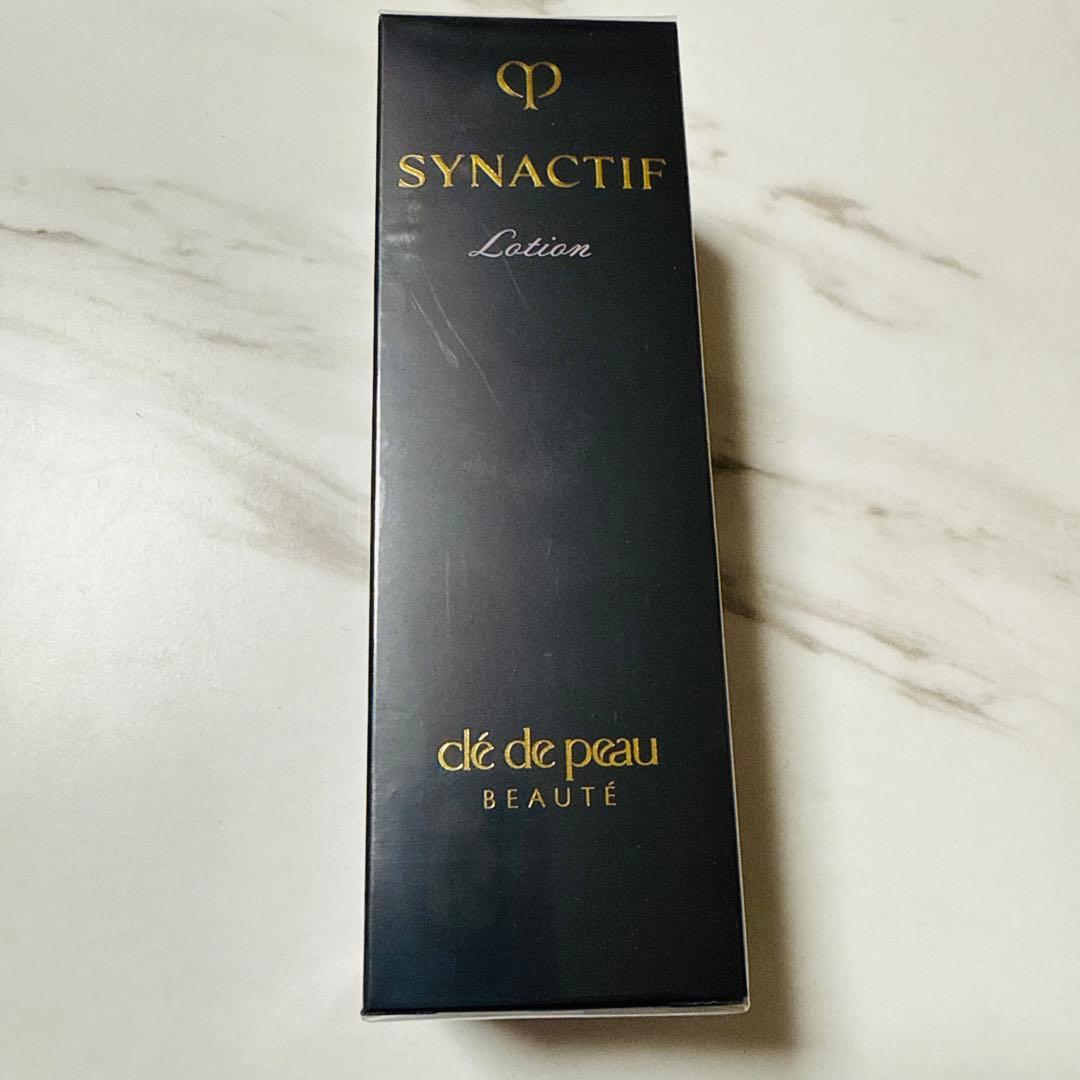 SYNACTIF
Lotion
clé de peau
BEAUTÉ